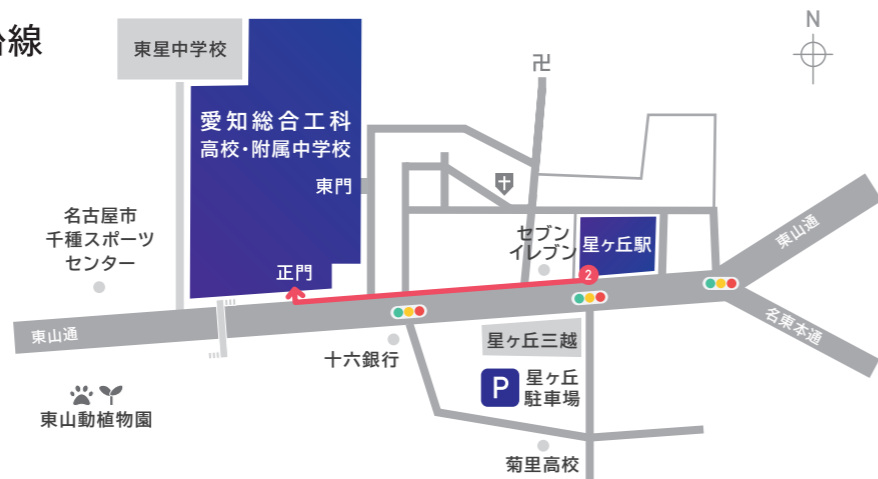 沿線
N
東星中学校
卍
愛知総合工科
高校・附属中学校
東門
名古屋市
千種スポーツ
センター
正門
セブン
イレブン
星ヶ丘駅
2
東山通
東山通
名東本通
十六銀行
星ヶ丘三越
P
星ヶ丘
駐車場
東山動植物園
菊里高校